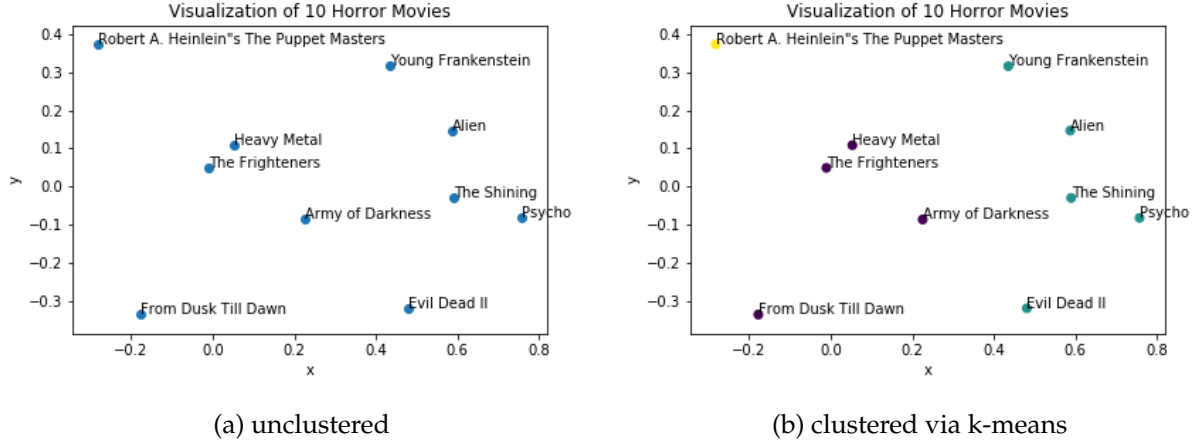 Visualization of 10 Horror Movies
0.4
0.3
0.2
0.1
0.0
−0.1
−0.2
−0.3
y
Robert A. Heinlein"s The Puppet Masters
Young Frankenstein
Alien
Heavy Metal
The Frighteners
The Shining
Army of Darkness
Psycho
From Dusk Till Dawn
Evil Dead II
−0.2
0.0
0.2
0.4
0.6
0.8
x
(a) unclustered
Visualization of 10 Horror Movies
0.4
0.3
0.2
0.1
0.0
−0.1
−0.2
−0.3
y
Robert A. Heinlein"s The Puppet Masters
Young Frankenstein
Alien
Heavy Metal
The Frighteners
The Shining
Army of Darkness
Psycho
From Dusk Till Dawn
Evil Dead II
−0.2
0.0
0.2
0.4
0.6
0.8
x
(b) clustered via k-means